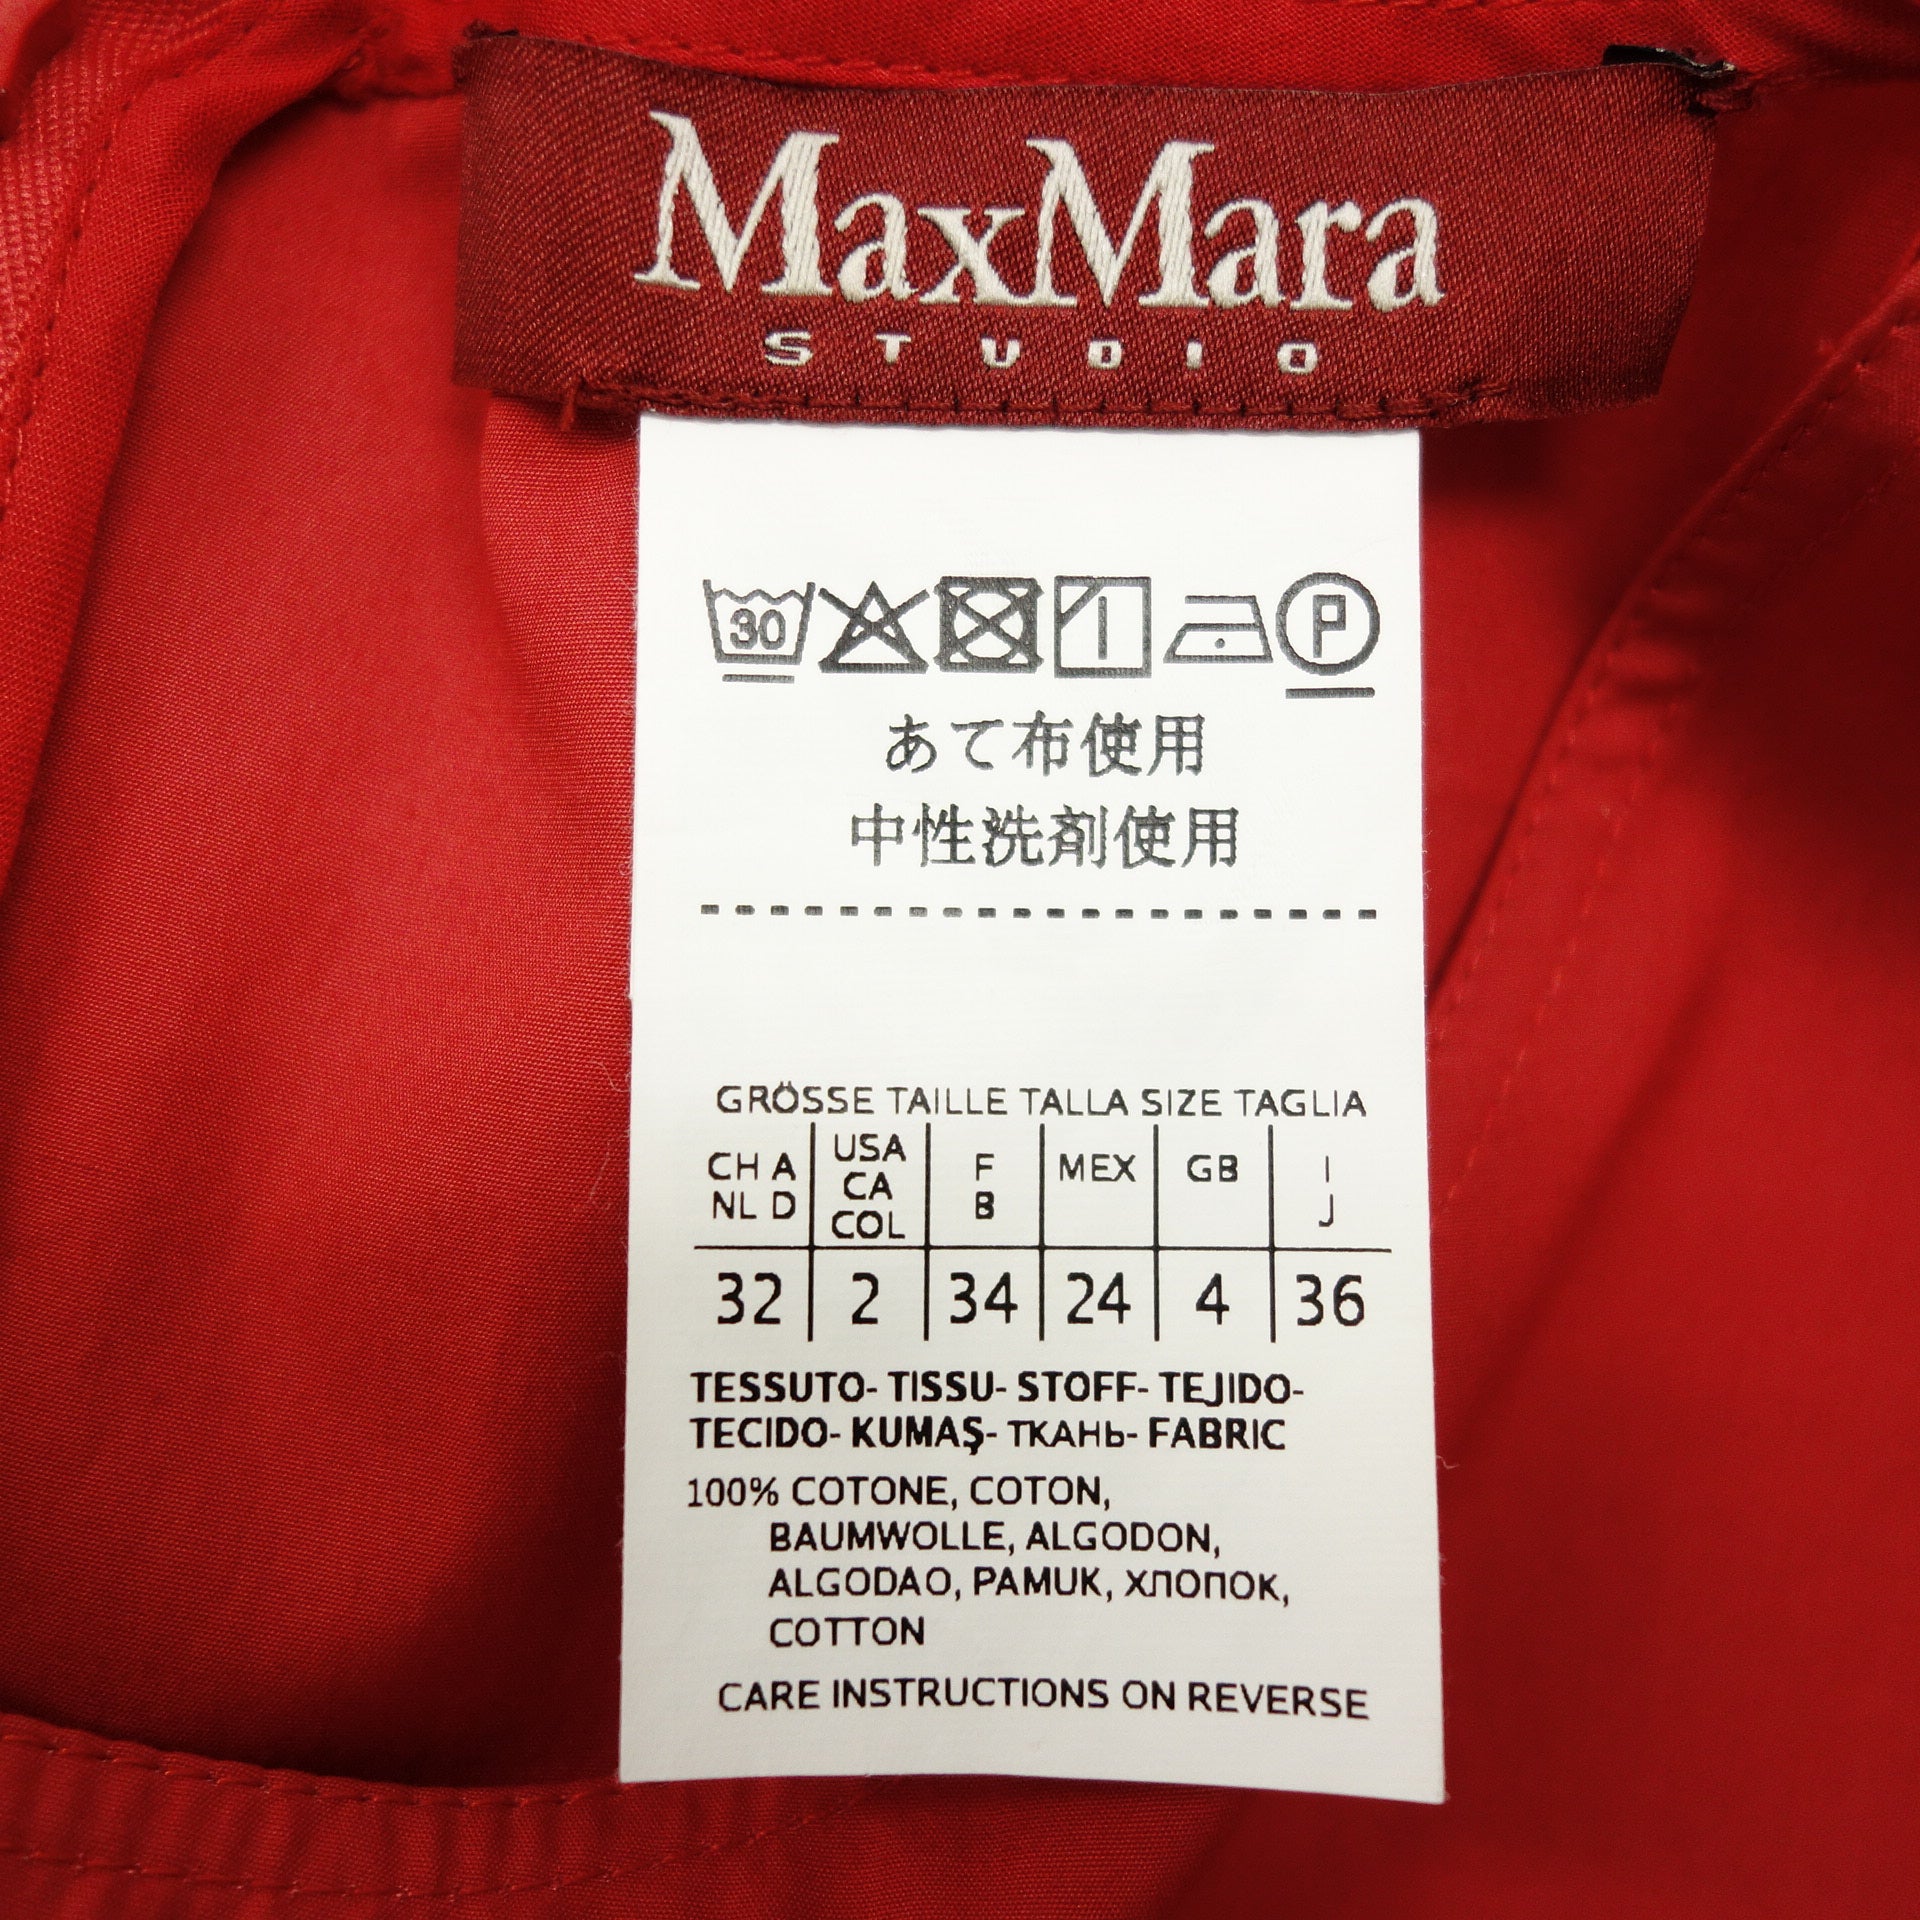 MaxMara
STUDIO
30 P
あて布使用
中性洗剤使用
GRÖSSE TAILLE TALLA SIZE TAGLIA
CH A USA F MEX GB I
NL D CA B J
COL
32 2 34 24 4 36
TESSUTO- TISSU- STOFF- TEJIDO-
TECIDO- KUMAŞ- ТКАНЬ- FABRIC
100% COTONE, COTON,
BAUMWOLLE, ALGODON,
ALGODAO, PAMUK, ХЛОПОК,
COTTON
CARE INSTRUCTIONS ON REVERSE